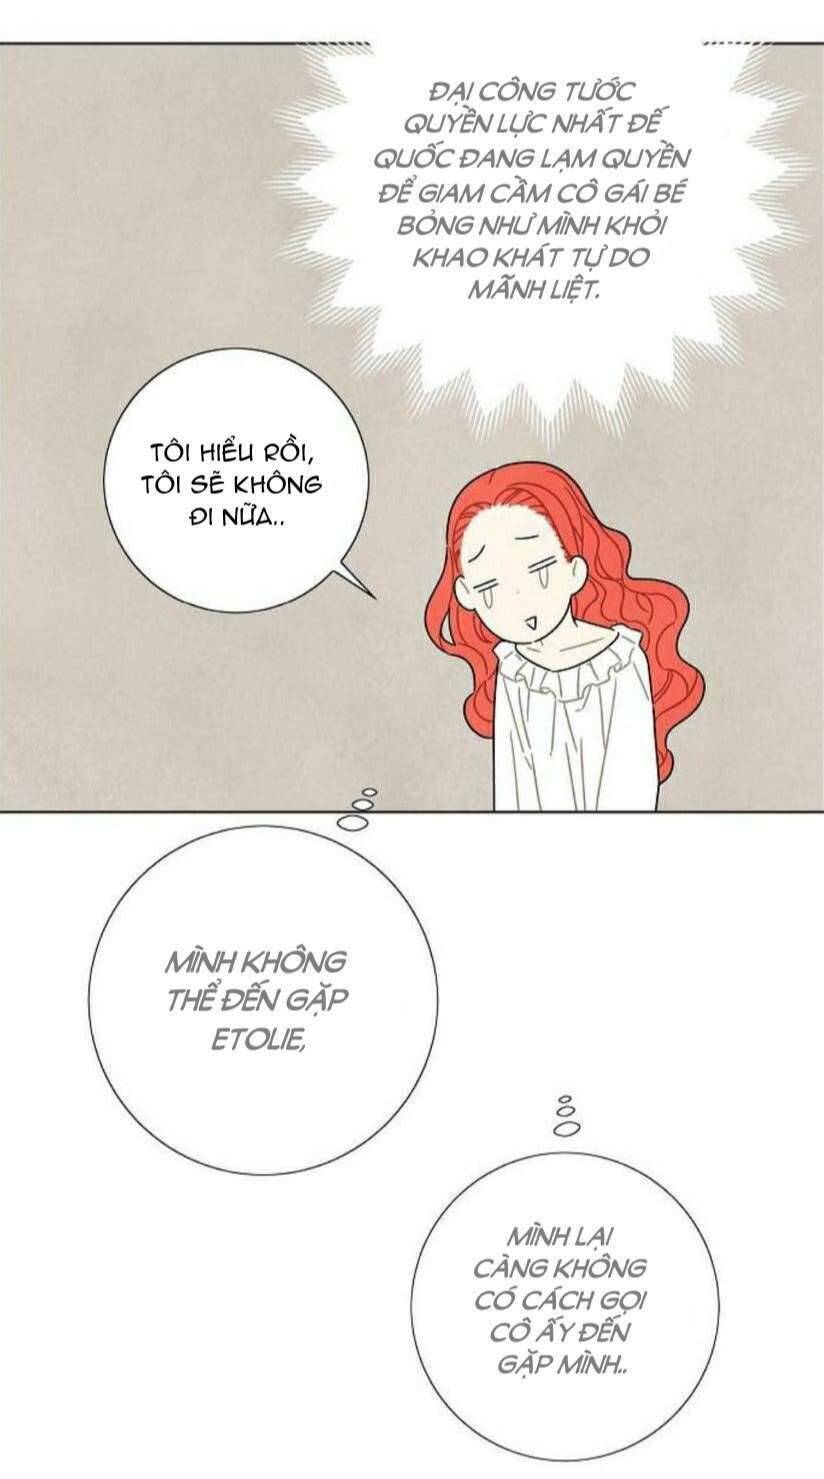 ĐẠI CÔNG TƯỚC
QUYỀN LỰC NHẤT ĐẾ
QUỐC ĐANG LẠM QUYỀN
ĐỂ GIAM CẦM CÔ GÁI BÉ
BỎNG NHƯ MÌNH KHỎI
KHAO KHÁT TỰ DO
MÃNH LIỆT.
TÔI HIỂU RỒI,
TÔI SẼ KHÔNG
ĐI NỮA..
MÌNH KHÔNG
THỂ ĐẾN GẶP
ETOLIE,
MÌNH LẠI
CÀNG KHÔNG
CÓ CÁCH GỌI
CÔ ẤY ĐẾN
GẶP MÌNH..